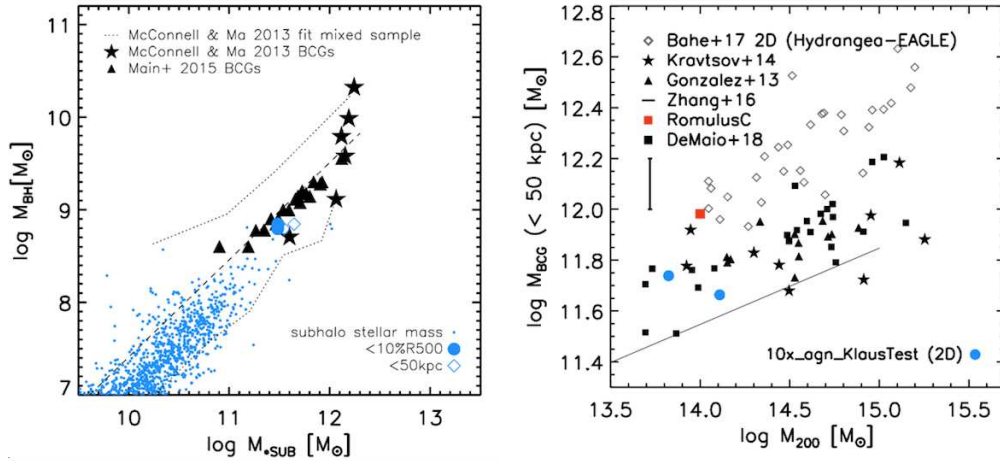 McConnell & Ma 2013 fit mixed sample
McConnell & Ma 2013 BCGs
Main+ 2015 BCGs
11
10
9
8
7
log M_BH[M_⊙]
subhalo stellar mass
<10%R500
<50kpc
10
11
12
13
log M_*SUB [M_⊙]
12.8
12.6
12.4
12.2
12.0
11.8
11.6
11.4
log M_BCG (< 50 kpc) [M_⊙]
Bahe+17 2D (Hydrangea-EAGLE)
Kravtsov+14
Gonzalez+13
Zhang+16
RomulusC
DeMaio+18
10x_agn_KlausTest (2D)
13.5
14.0
14.5
15.0
15.5
log M_200 [M_⊙]